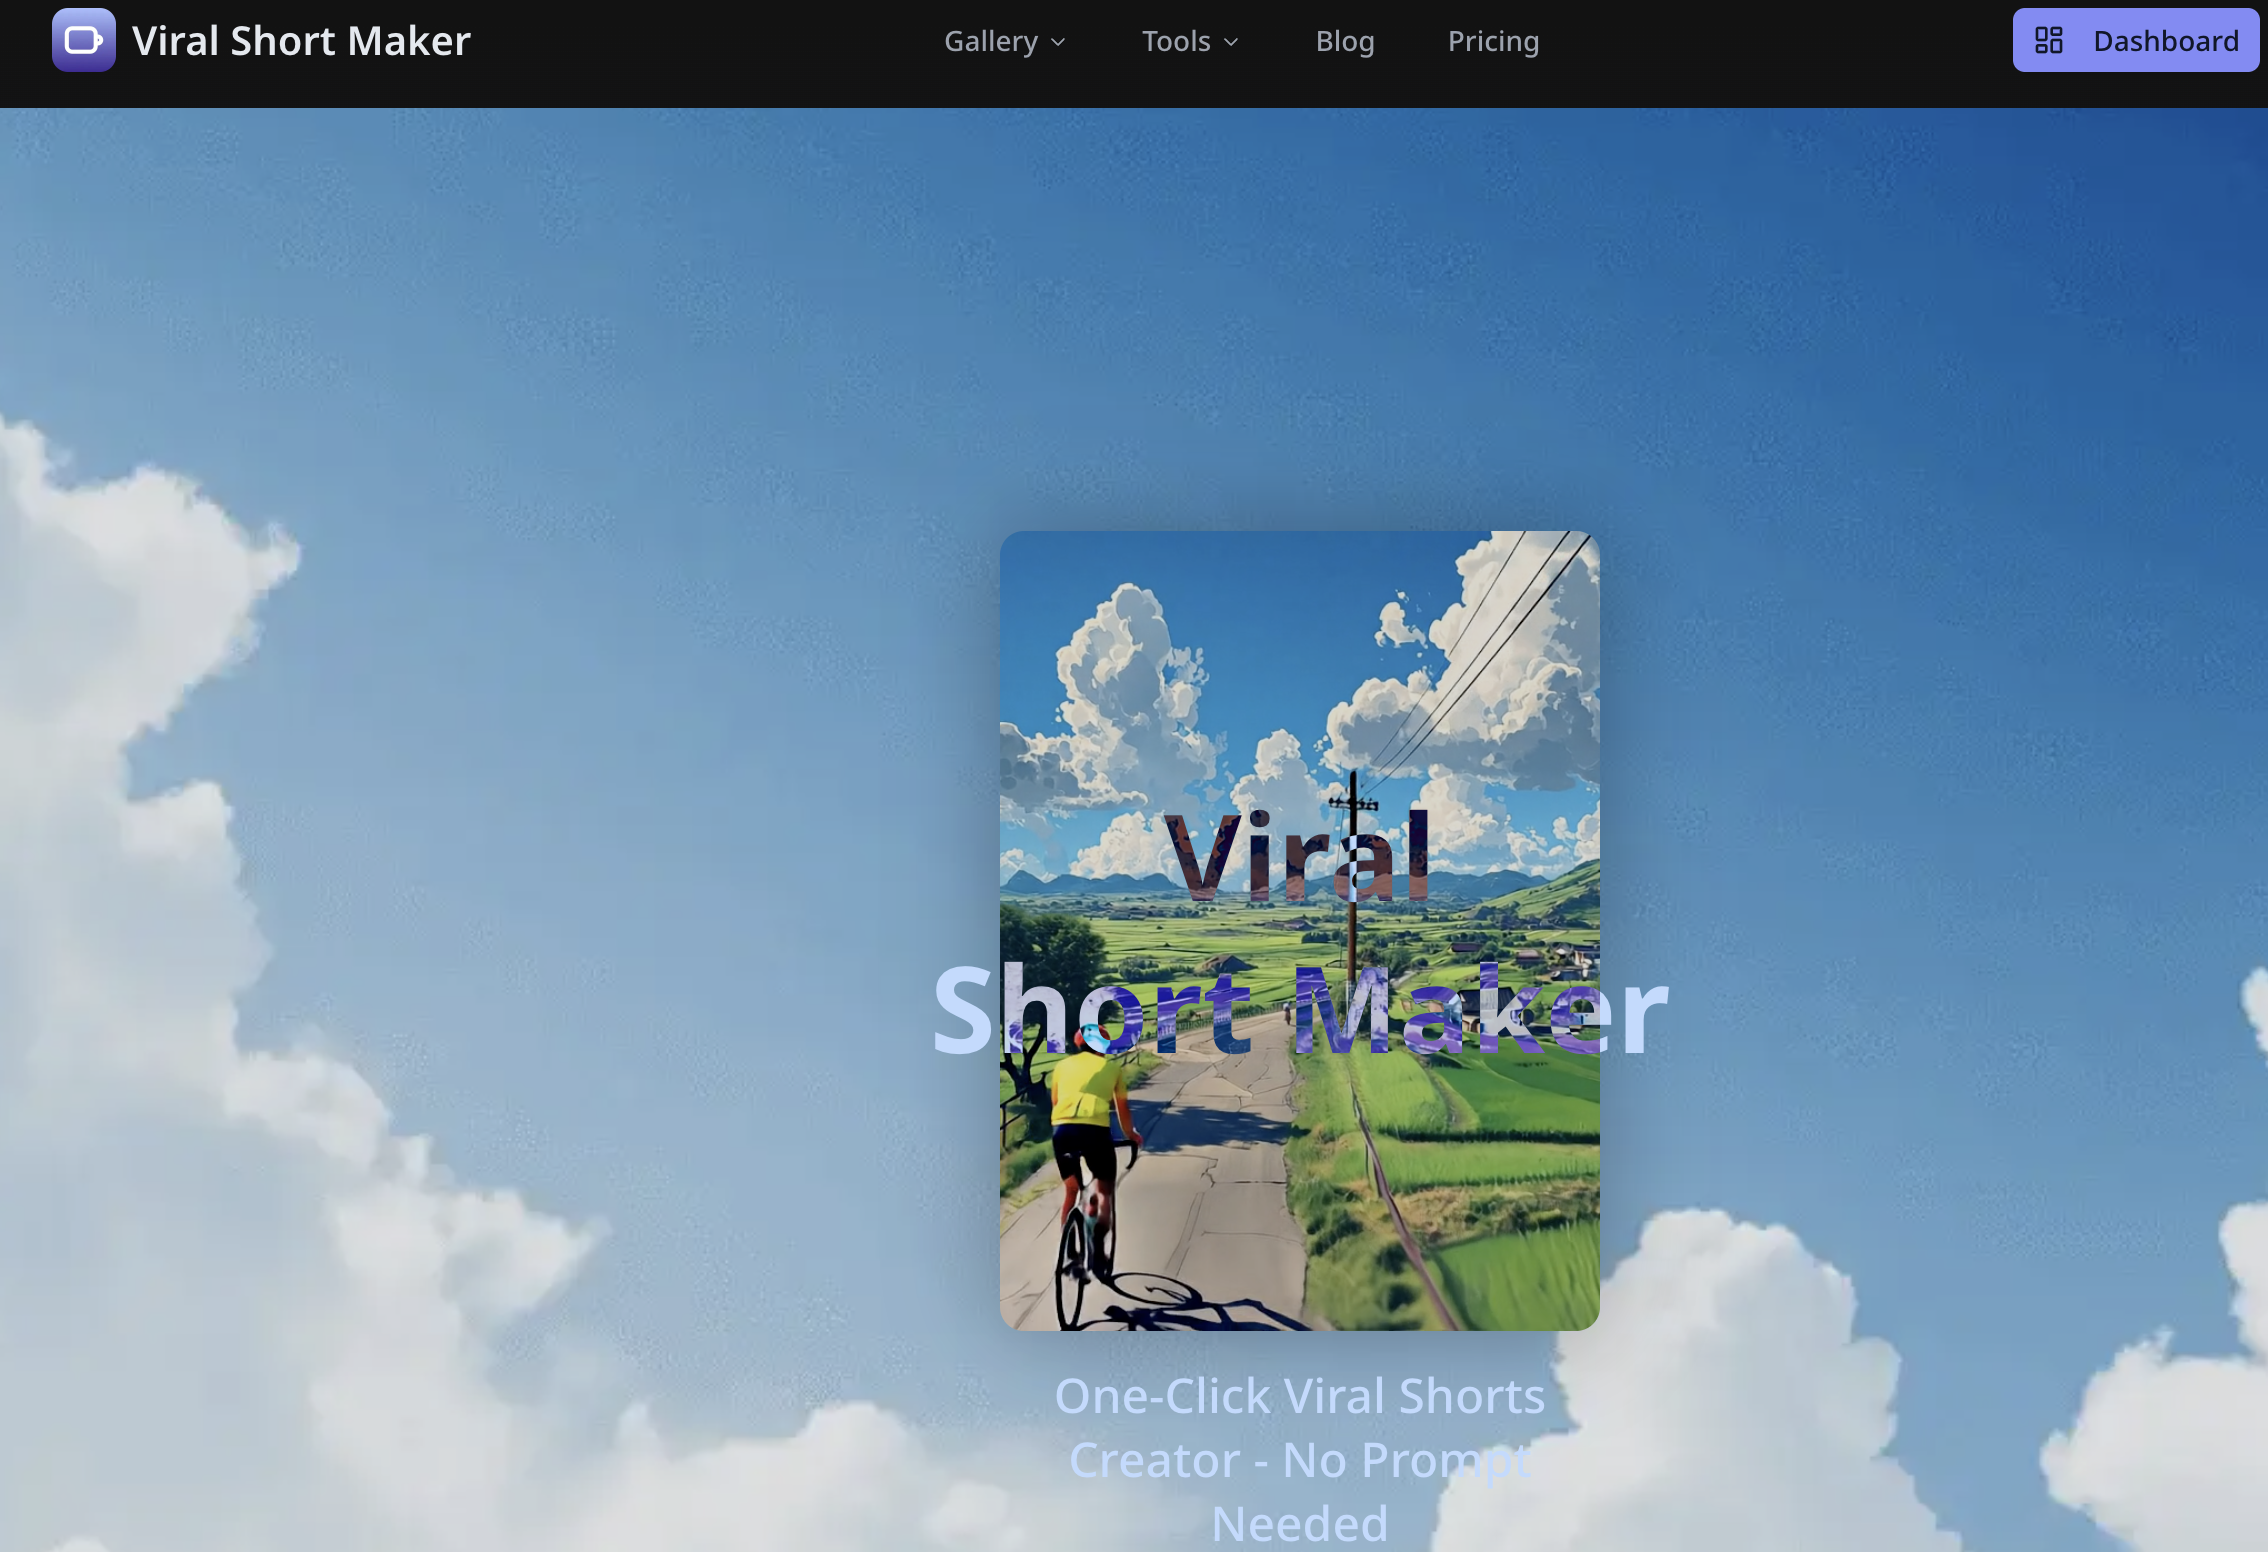 Viral Short Maker
Gallery
Tools
Blog
Pricing
Dashboard
Viral
Short Maker
One-Click Viral Shorts
Creator - No Prompt
Needed